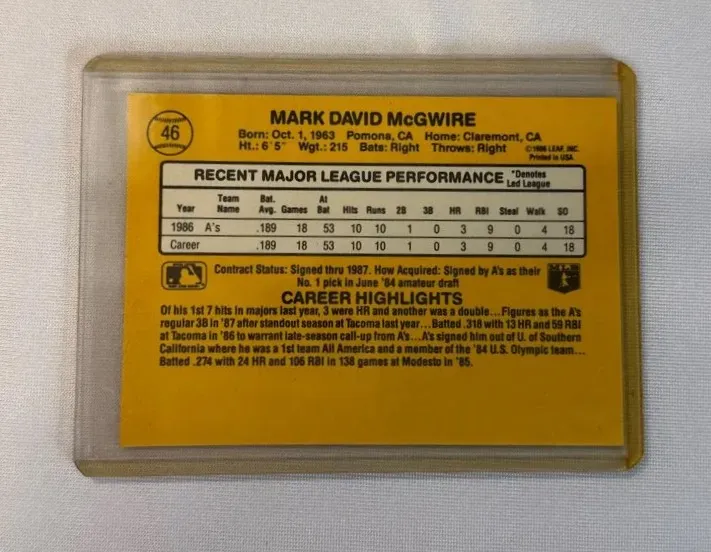 46
MARK DAVID McGWIRE
Born: Oct. 1, 1963 Pomona, CA Home: Claremont, CA
Ht.: 6'5" Wgt.: 215 Bats: Right Throws: Right
© 1986 LEAF, INC.
Printed in USA
RECENT MAJOR LEAGUE PERFORMANCE *Denotes
Led League
Year Team Name Bat. Avg. Games At Bat Hits Runs 2B 3B HR RBI Steal Walk SO
1986 A's .189 18 53 10 10 1 0 3 9 0 4 18
Career .189 18 53 10 10 1 0 3 9 0 4 18
Contract Status: Signed thru 1987. How Acquired: Signed by A's as their
No. 1 pick in June '84 amateur draft
CAREER HIGHLIGHTS
Of his 1st 7 hits in majors last year, 3 were HR and another was a double...Figures as the A's
regular 3B in '87 after standout season at Tacoma last year...Batted .318 with 13 HR and 59 RBI
at Tacoma in '86 to warrant late-season call-up from A's...A's signed him out of U. of Southern
California where he was a 1st team All America and a member of the '84 U.S. Olympic team...
Batted .274 with 24 HR and 106 RBI in 138 games at Modesto in '85.